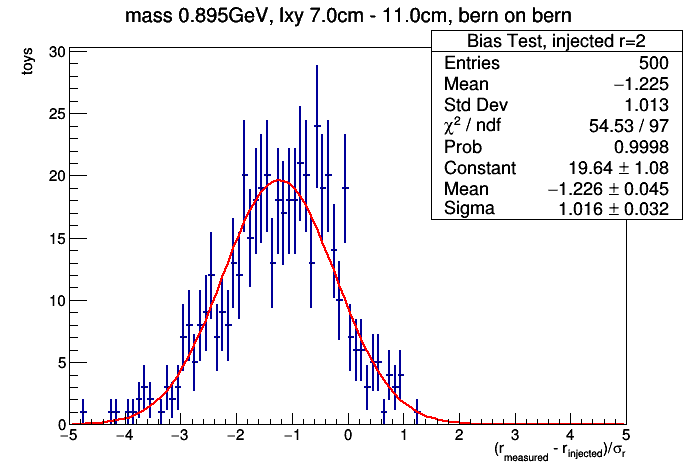 mass 0.895GeV, lxy 7.0cm - 11.0cm, bern on bern
Bias Test, injected r=2
Entries 500
Mean −1.225
Std Dev 1.013
χ² / ndf 54.53 / 97
Prob 0.9998
Constant 19.64 ± 1.08
Mean −1.226 ± 0.045
Sigma 1.016 ± 0.032
toys
30
25
20
15
10
5
0
−5 −4 −3 −2 −1 0 1 2 3 4 5
(r_measured - r_injected)/σ_r